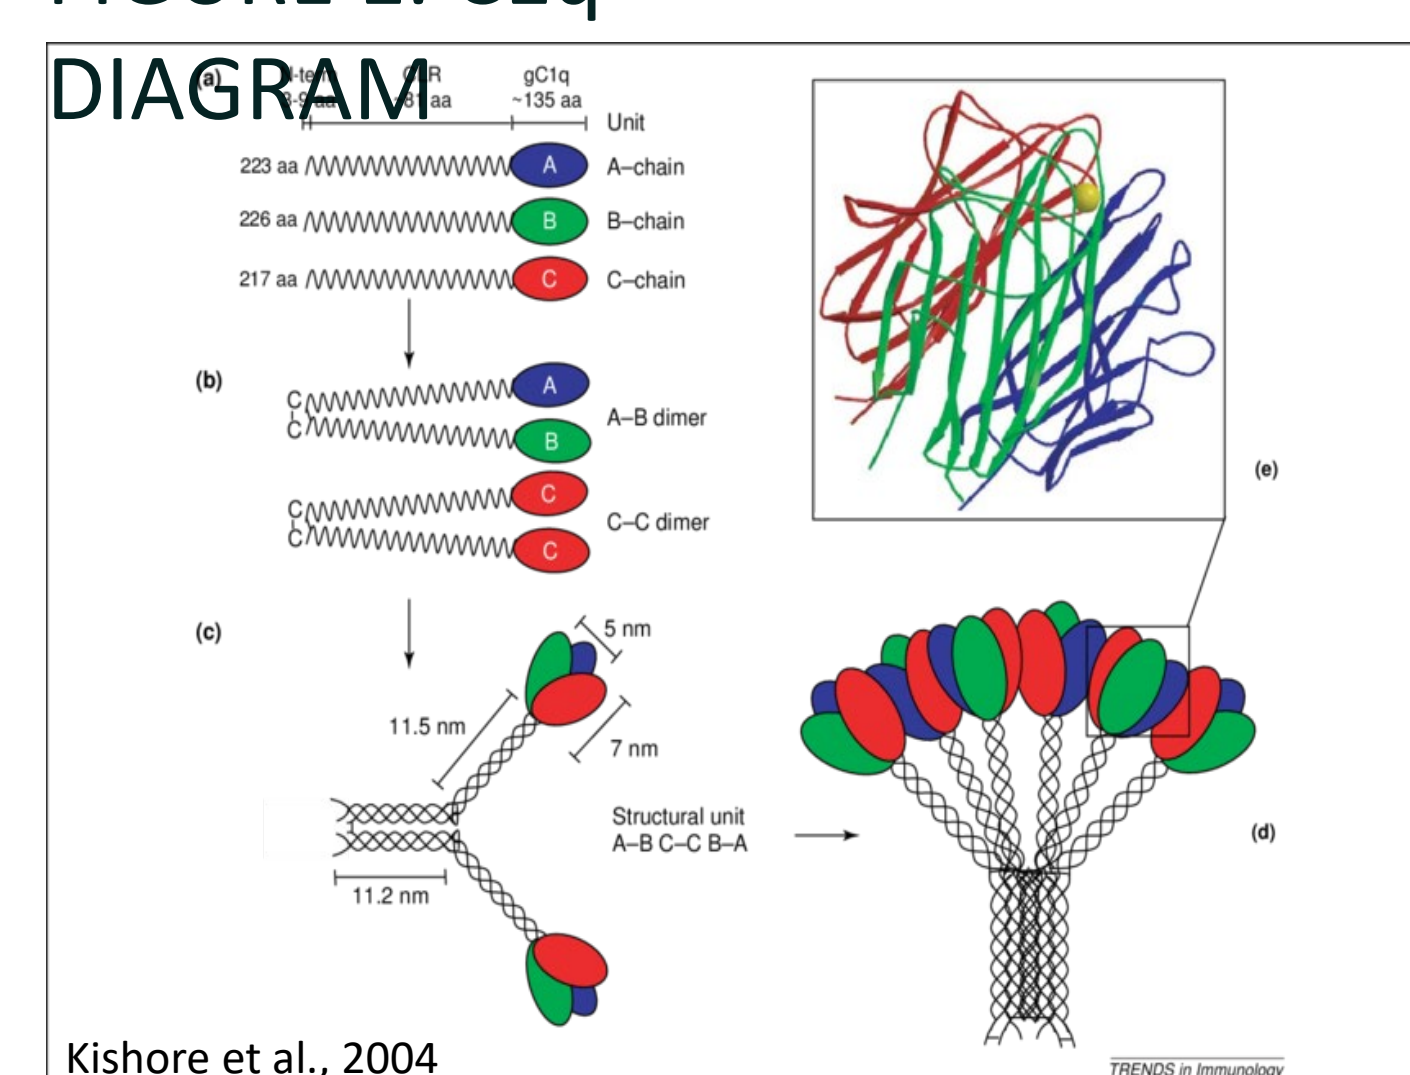 DIAGRAM
(a)
gC1q
~135 aa
aa
Unit
223 aa
A
A–chain
226 aa
B
B–chain
217 aa
C
C–chain
(b)
C
C
A
B
A–B dimer
C
C
C
C
C–C dimer
(e)
(c)
5 nm
11.5 nm
7 nm
11.2 nm
Structural unit
A–B C–C B–A
(d)
Kishore et al., 2004
TRENDS in Immunology